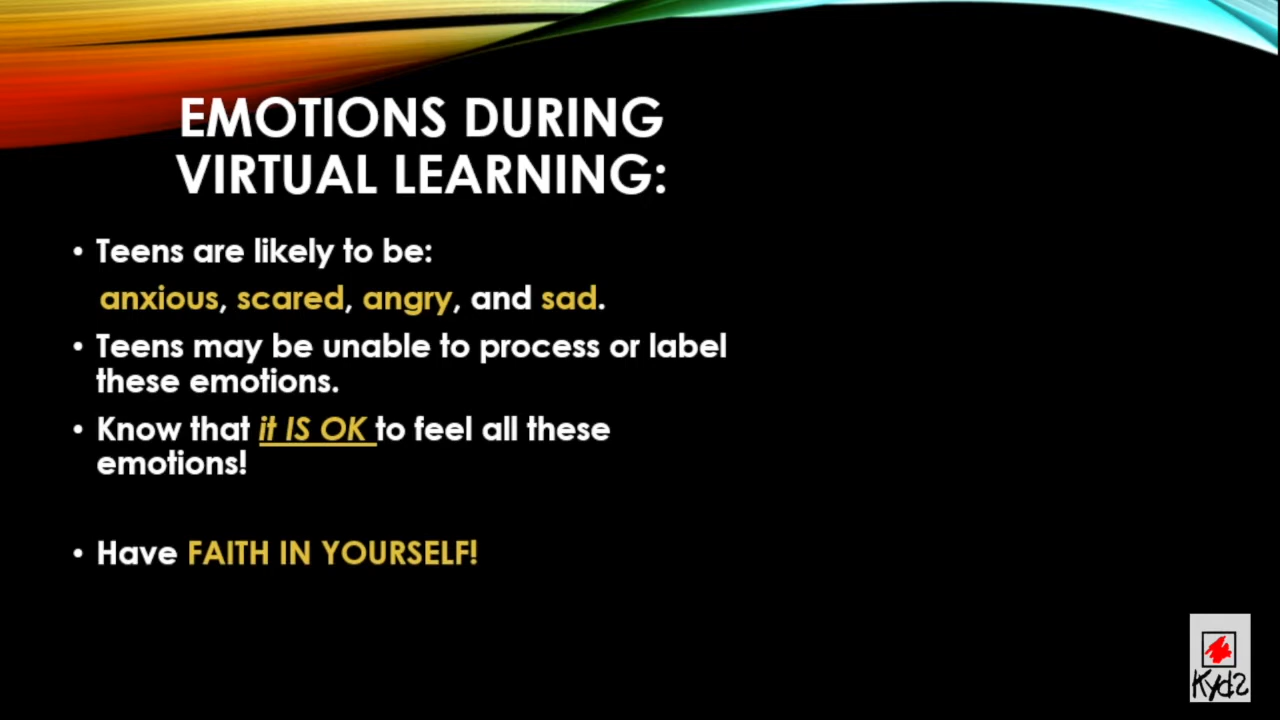 EMOTIONS DURING
VIRTUAL LEARNING:
• Teens are likely to be:
anxious, scared, angry, and sad.
• Teens may be unable to process or label
these emotions.
• Know that it IS OK to feel all these
emotions!
• Have FAITH IN YOURSELF!
Kyds